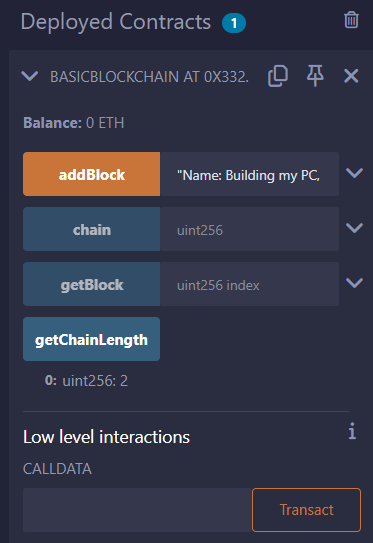 Deployed Contracts 1
BASICBLOCKCHAIN AT 0X332.
Balance: 0 ETH
addBlock "Name: Building my PC,
chain uint256
getBlock uint256 index
getChainLength
0: uint256: 2
Low level interactions i
CALLDATA
Transact